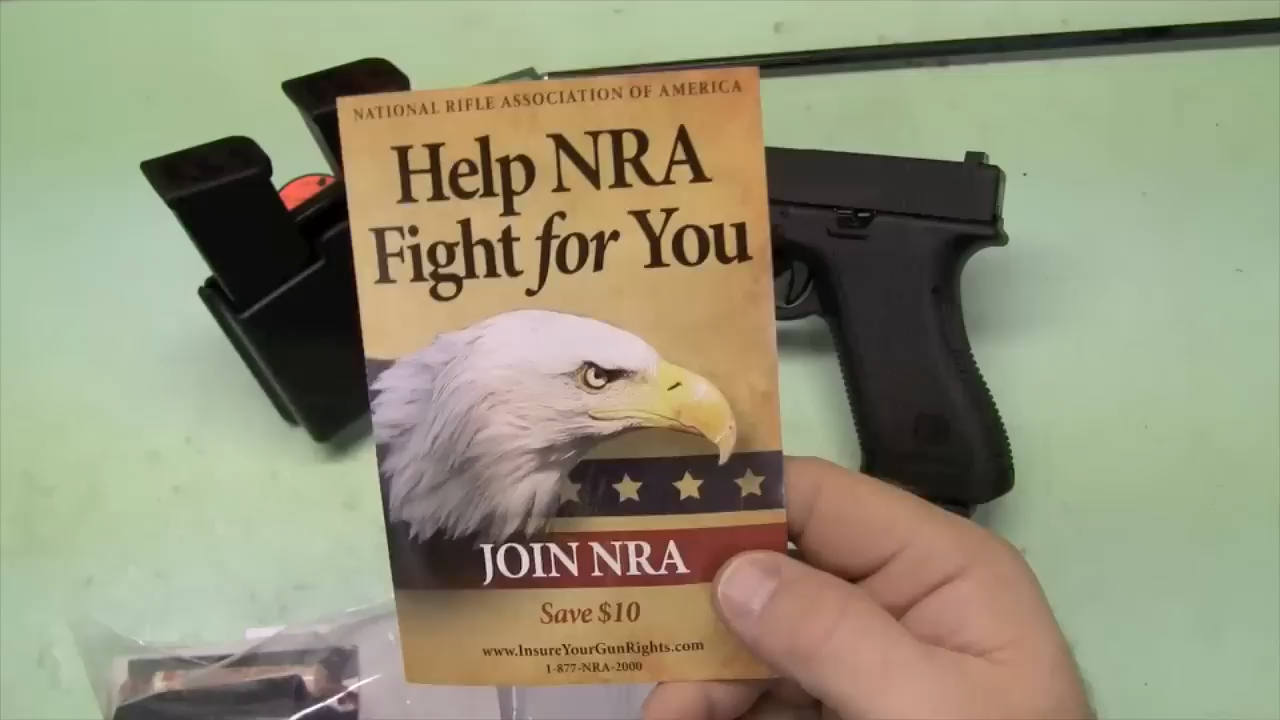 NATIONAL RIFLE ASSOCIATION OF AMERICA
Help NRA
Fight for You
JOIN NRA
Save $10
www.InsureYourGunRights.com
1-877-NRA-2000